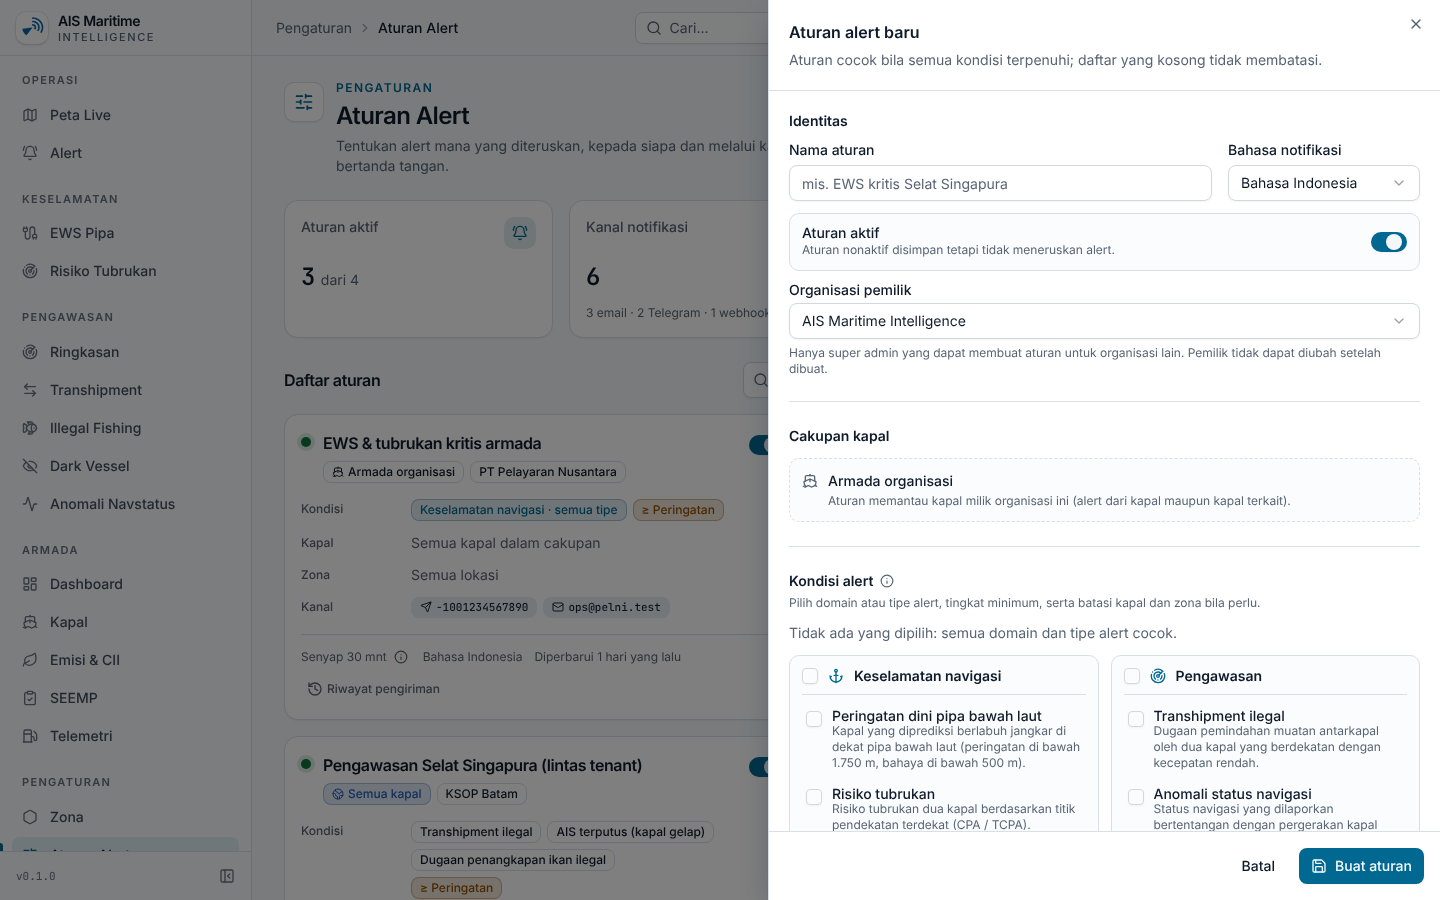 AIS Maritime
INTELLIGENCE
OPERASI
Peta Live
Alert
KESELAMATAN
EWS Pipa
Risiko Tubrukan
PENGAWASAN
Ringkasan
Transhipment
Illegal Fishing
Dark Vessel
Anomali Navstatus
ARMADA
Dashboard
Kapal
Emisi & CII
SEEMP
Telemetri
PENGATURAN
Zona
v0.1.0
Pengaturan > Aturan Alert
Cari...
PENGATURAN
Aturan Alert
Tentukan alert mana yang diteruskan, kepada siapa dan melalui
bertanda tangan.
Aturan aktif
3 dari 4
Kanal notifikasi
6
3 email · 2 Telegram · 1 webhook
Daftar aturan
EWS & tubrukan kritis armada
Armada organisasi
PT Pelayaran Nusantara
Kondisi
Keselamatan navigasi · semua tipe
≥ Peringatan
Kapal
Semua kapal dalam cakupan
Zona
Semua lokasi
Kanal
-1001234567890
ops@pelni.test
Senyap 30 mnt
Bahasa Indonesia
Diperbarui 1 hari yang lalu
Riwayat pengiriman
Pengawasan Selat Singapura (lintas tenant)
Semua kapal
KSOP Batam
Kondisi
Transhipment ilegal
AIS terputus (kapal gelap)
Dugaan penangkapan ikan ilegal
≥ Peringatan
Aturan alert baru
Aturan cocok bila semua kondisi terpenuhi; daftar yang kosong tidak membatasi.
Identitas
Nama aturan
mis. EWS kritis Selat Singapura
Bahasa notifikasi
Bahasa Indonesia
Aturan aktif
Aturan nonaktif disimpan tetapi tidak meneruskan alert.
Organisasi pemilik
AIS Maritime Intelligence
Hanya super admin yang dapat membuat aturan untuk organisasi lain. Pemilik tidak dapat diubah setelah
dibuat.
Cakupan kapal
Armada organisasi
Aturan memantau kapal milik organisasi ini (alert dari kapal maupun kapal terkait).
Kondisi alert
Pilih domain atau tipe alert, tingkat minimum, serta batasi kapal dan zona bila perlu.
Tidak ada yang dipilih: semua domain dan tipe alert cocok.
Keselamatan navigasi
Peringatan dini pipa bawah laut
Kapal yang diprediksi berlabuh jangkar di
dekat pipa bawah laut (peringatan di bawah
1.750 m, bahaya di bawah 500 m).
Risiko tubrukan
Risiko tubrukan dua kapal berdasarkan titik
pendekatan terdekat (CPA / TCPA).
Pengawasan
Transhipment ilegal
Dugaan pemindahan muatan antarkapal
oleh dua kapal yang berdekatan dengan
kecepatan rendah.
Anomali status navigasi
Status navigasi yang dilaporkan
bertentangan dengan pergerakan kapal
Batal
Buat aturan